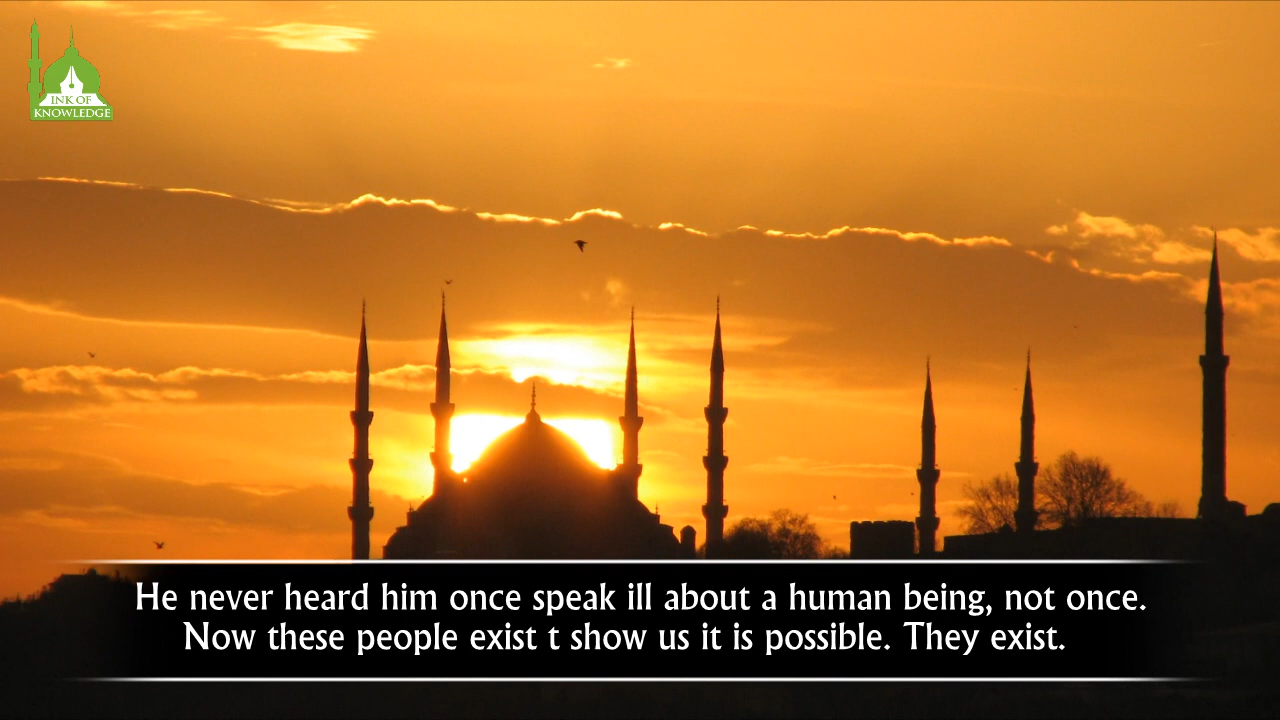 INK OF
KNOWLEDGE
He never heard him once speak ill about a human being, not once.
Now these people exist t show us it is possible. They exist.